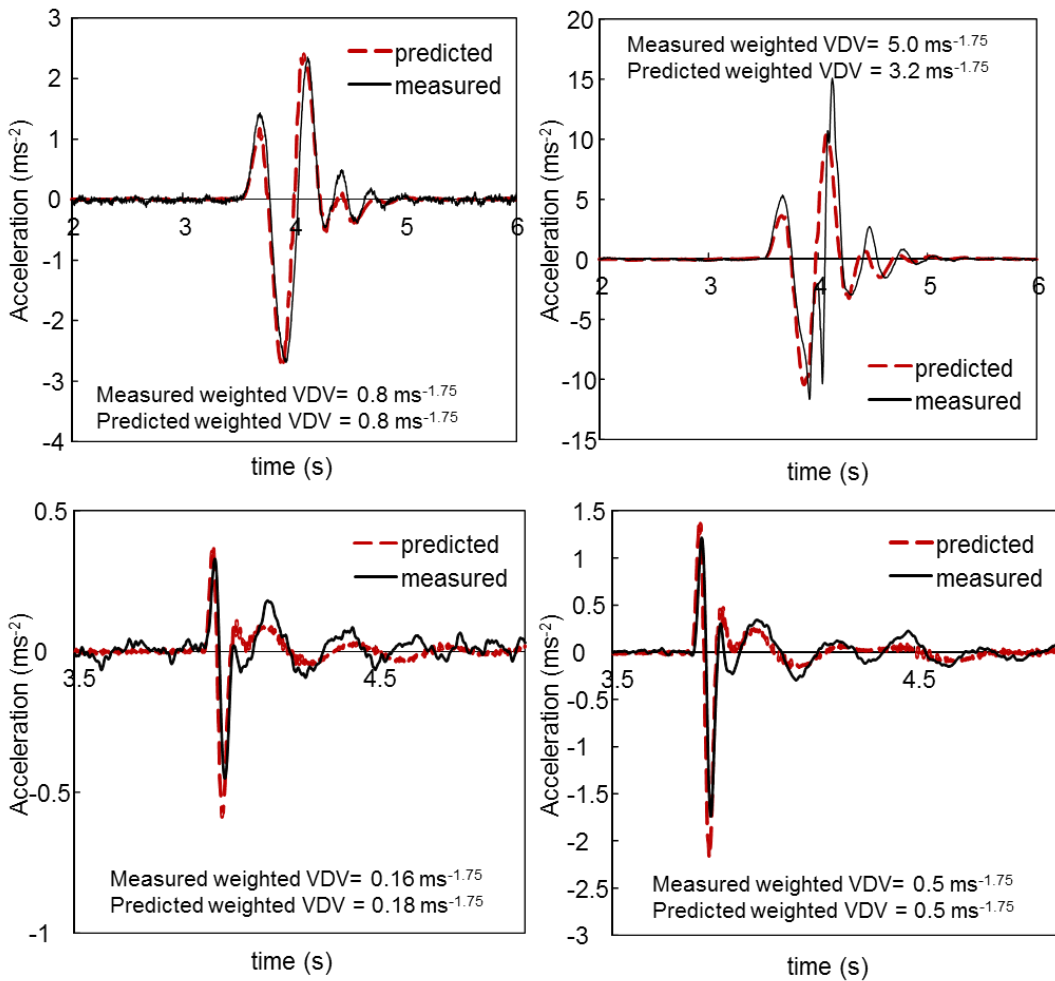 3
2
1
0
-1
-2
-3
-4
2
3
4
5
6
Acceleration (ms-2)
predicted
measured
Measured weighted VDV= 0.8 ms-1.75
Predicted weighted VDV = 0.8 ms-1.75
time (s)
20
15
10
5
0
-5
-10
-15
2
3
4
5
6
Acceleration (ms-2)
Measured weighted VDV= 5.0 ms-1.75
Predicted weighted VDV = 3.2 ms-1.75
predicted
measured
time (s)
0.5
0
-0.5
-1
3.5
4.5
Acceleration (ms-2)
predicted
measured
Measured weighted VDV= 0.16 ms-1.75
Predicted weighted VDV = 0.18 ms-1.75
time (s)
1.5
1
0.5
0
-0.5
-1
-1.5
-2
-2.5
-3
3.5
4.5
Acceleration (ms-2)
predicted
measured
Measured weighted VDV= 0.5 ms-1.75
Predicted weighted VDV = 0.5 ms-1.75
time (s)